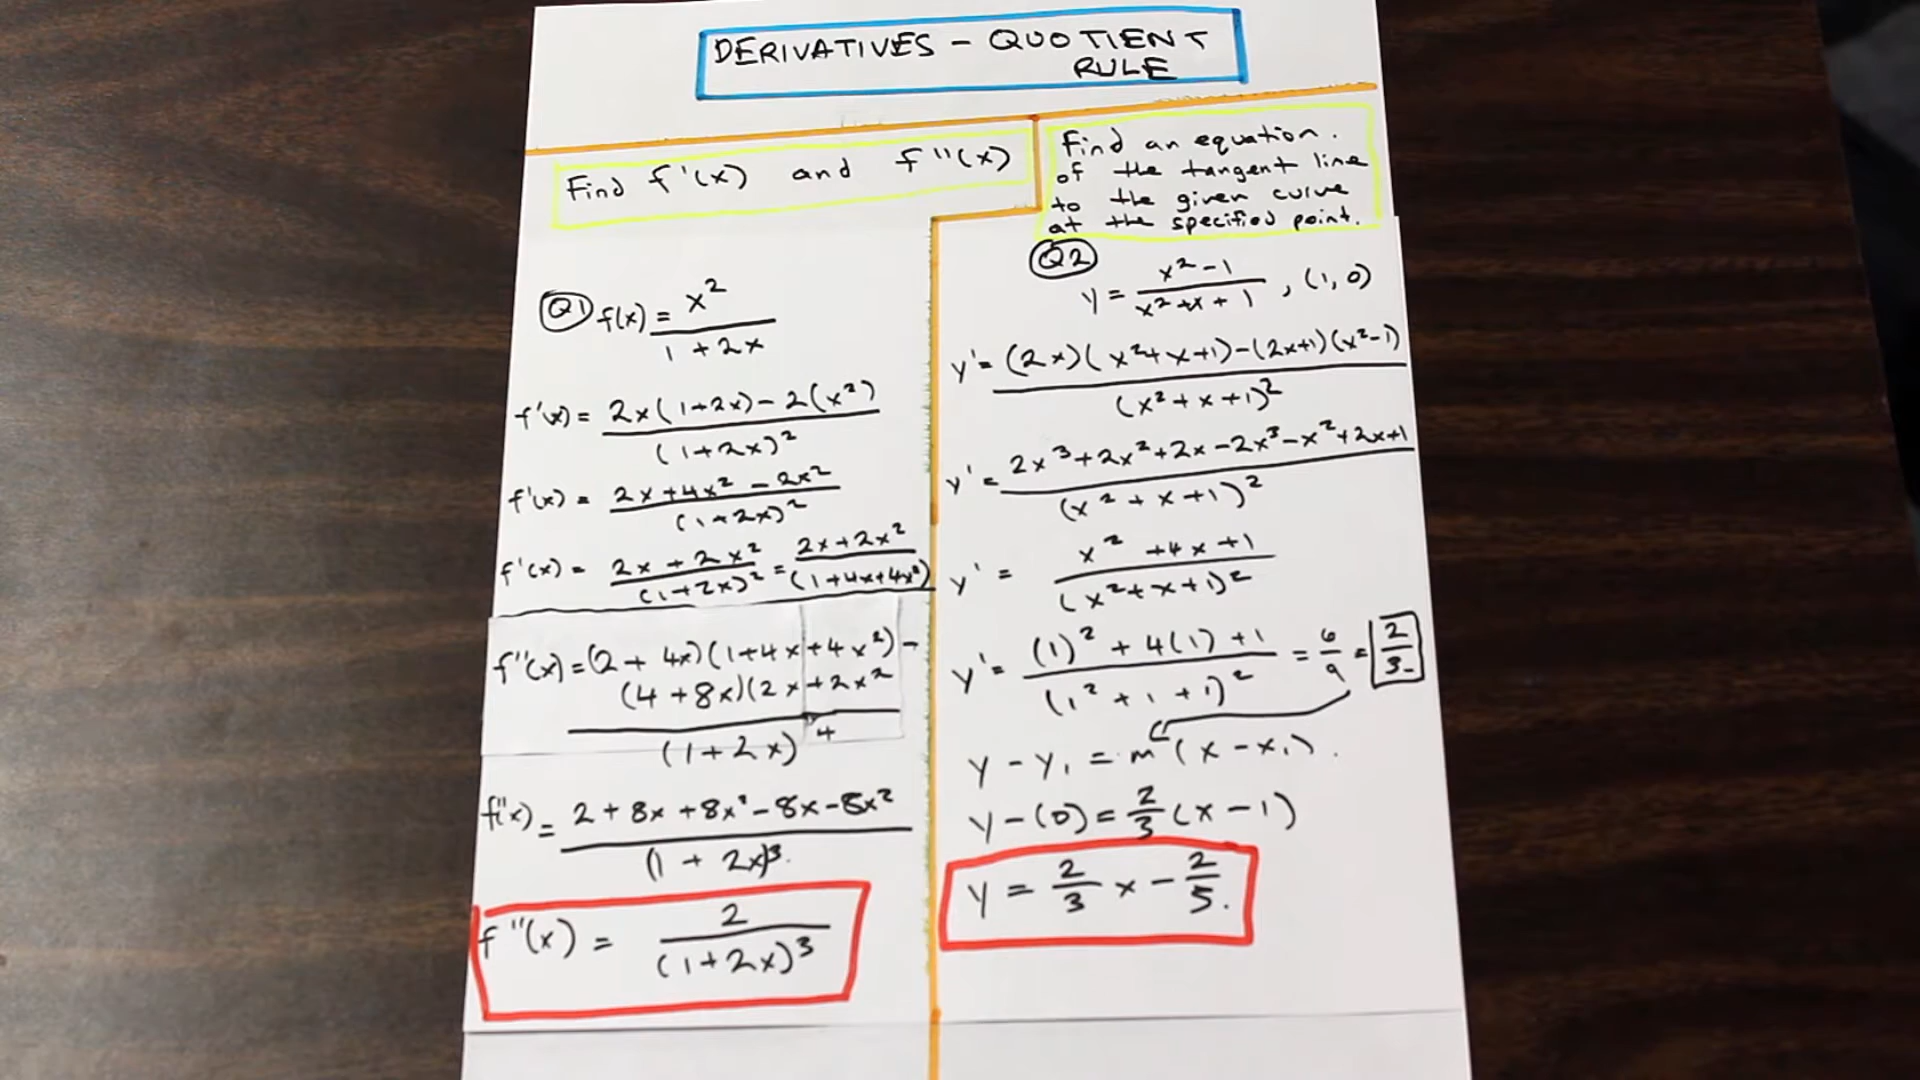 DERIVATIVES - QUOTIENT
RULE
Find f'(x) and f''(x)
Q1 f(x) = x² / 1 + 2x
f'(x) = 2x(1+2x) - 2(x²) / (1+2x)²
f'(x) = 2x + 4x² - 2x² / (1+2x)²
f'(x) = 2x + 2x² / (1+2x)² = 2x + 2x² / (1+4x+4x²)
f''(x) = (2 + 4x)(1+4x+4x²) -
(4 + 8x)(2x + 2x²
(1 + 2x)⁴
f''(x) = 2 + 8x + 8x² - 8x - 8x² / (1 + 2x)³.
f''(x) = 2 / (1+2x)³
Find an equation.
of the tangent line
to the given curve
at the specified point.
Q2
y = x² - 1 / x² + x + 1 , (1, 0)
y' = (2x)(x²+x+1) - (2x+1)(x²-1) / (x² + x + 1)²
y' = 2x³ + 2x² + 2x - 2x³ - x² + 2x + 1 / (x² + x + 1)²
y' = x² + 4x + 1 / (x² + x + 1)²
y' = (1)² + 4(1) + 1 / (1² + 1 + 1)² = 6/9 = 2/3.
y - y₁ = m (x - x₁).
y - (0) = 2/3 (x - 1)
y = 2/3 x - 2/5.